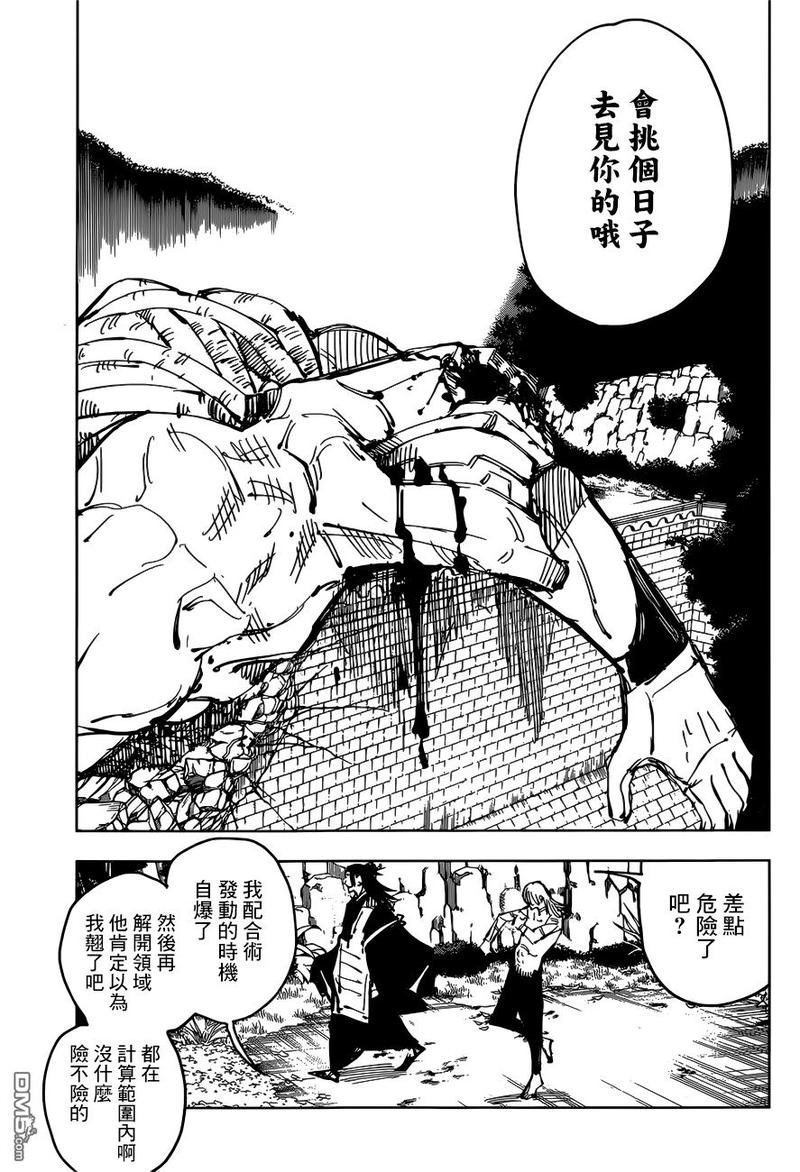 會挑個日子
去見你的哦
差點
危險了
吧？
我配合術
發動的時機
自爆了
然後再
解開領域
他肯定以為
我翹了吧
都在
計算範圍內啊
沒什麼
險不險的
DM5.com